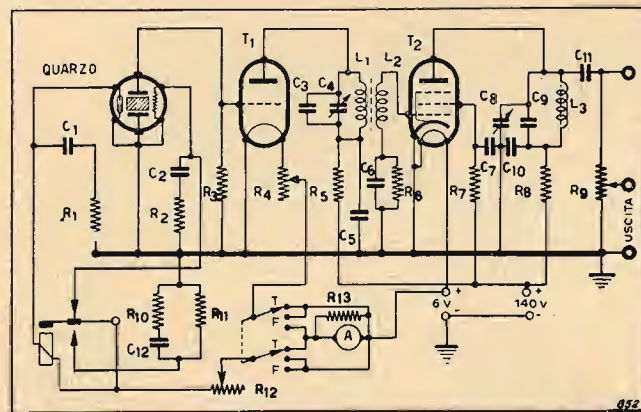 T1
T2
QUARZO
L1
L2
C11
C3
C4
C8
C9
L3
C1
C2
C7
C10
C6
R1
R2
R3
R4
R5
R6
R7
R8
R9
C5
USCITA
R10
R11
C12
T
F
T
F
R13
A
R12
+
6 V
-
+
140 V
-
852